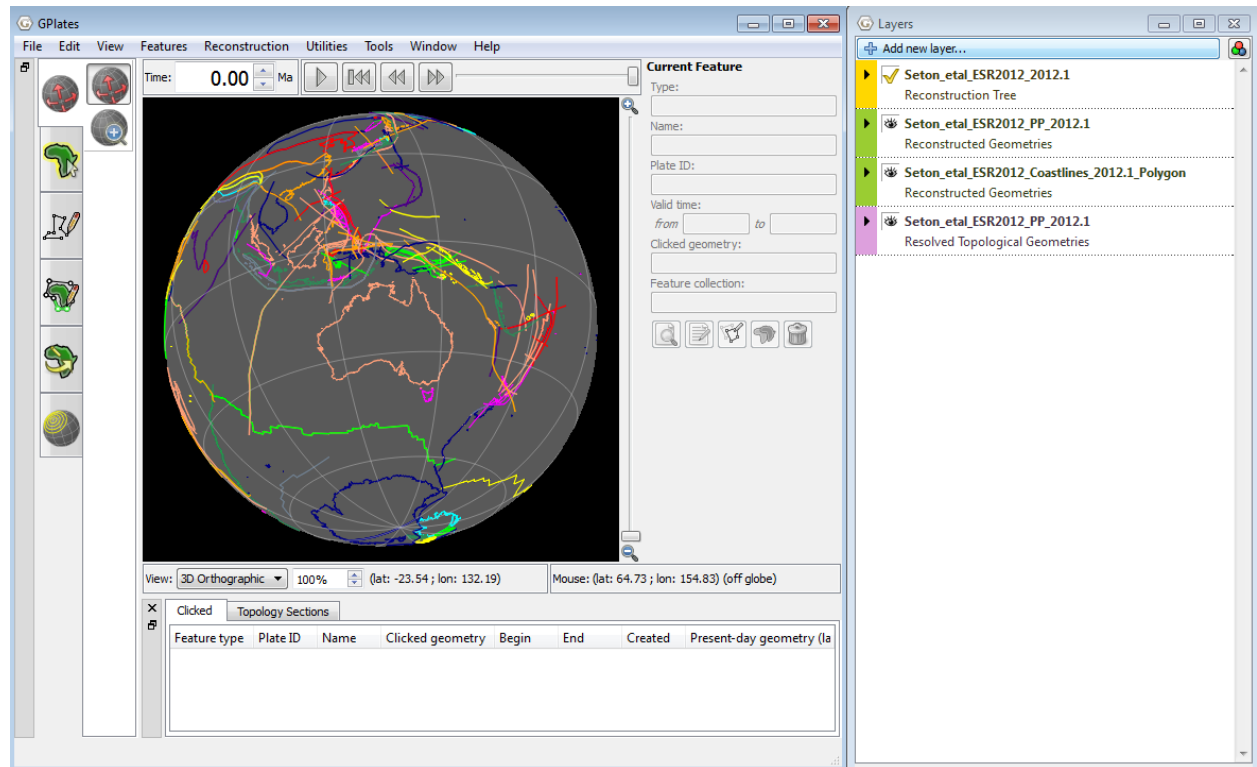 GPlates
File Edit View Features Reconstruction Utilities Tools Window Help
Time: 0.00 Ma
Current Feature
Type:
Name:
Plate ID:
Valid time:
from to
Clicked geometry:
Feature collection:
View: 3D Orthographic 100% (lat: -23.54 ; lon: 132.19) Mouse: (lat: 64.73 ; lon: 154.83) (off globe)
Clicked Topology Sections
Feature type Plate ID Name Clicked geometry Begin End Created Present-day geometry (la
Layers
Add new layer...
Seton_etal_ESR2012_2012.1
Reconstruction Tree
Seton_etal_ESR2012_PP_2012.1
Reconstructed Geometries
Seton_etal_ESR2012_Coastlines_2012.1_Polygon
Reconstructed Geometries
Seton_etal_ESR2012_PP_2012.1
Resolved Topological Geometries